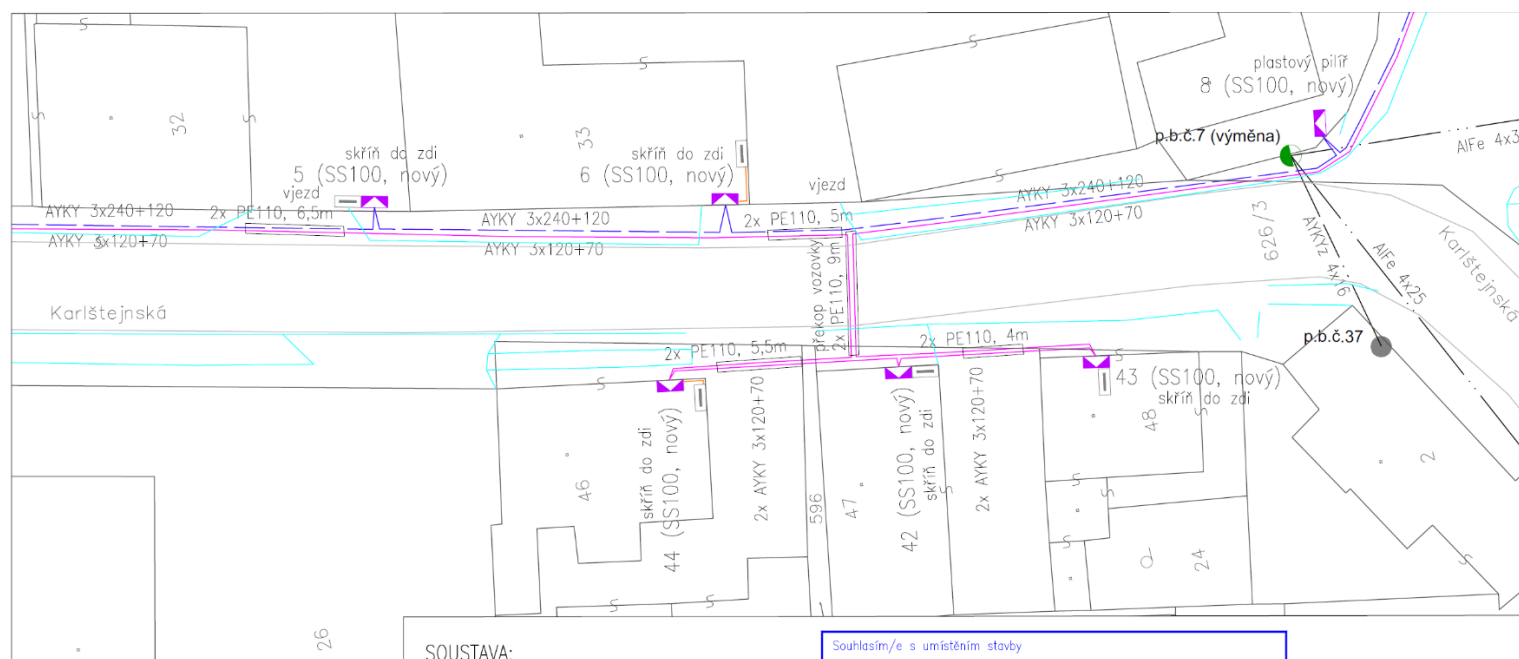 32
33
plastový pilíř
8 (SS100, nový)
p.b.č.7 (výměna)
AlFe 4x3
skříň do zdi
5 (SS100, nový)
vjezd
skříň do zdi
6 (SS100, nový)
vjezd
AYKY 3x240+120
2x PE110, 6,5m
AYKY 3x240+120
2x PE110, 5m
AYKY 3x240+120
AYKY 3x120+70
AYKY 3x120+70
AYKY 3x120+70
626/3
AYKYz 4x16
AlFe 4x25
Karlštejnská
Karlštejnská
překop vozovky
2x PE110, 9m
p.b.č.37
2x PE110, 5,5m
2x PE110, 4m
43 (SS100, nový)
skříň do zdi
46
skříň do zdi
44 (SS100, nový)
2x AYKY 3x120+70
596
47
42 (SS100, nový)
skříň do zdi
2x AYKY 3x120+70
48
24
2
26
SOUSTAVA:
Souhlasím/e s umístěním stavby